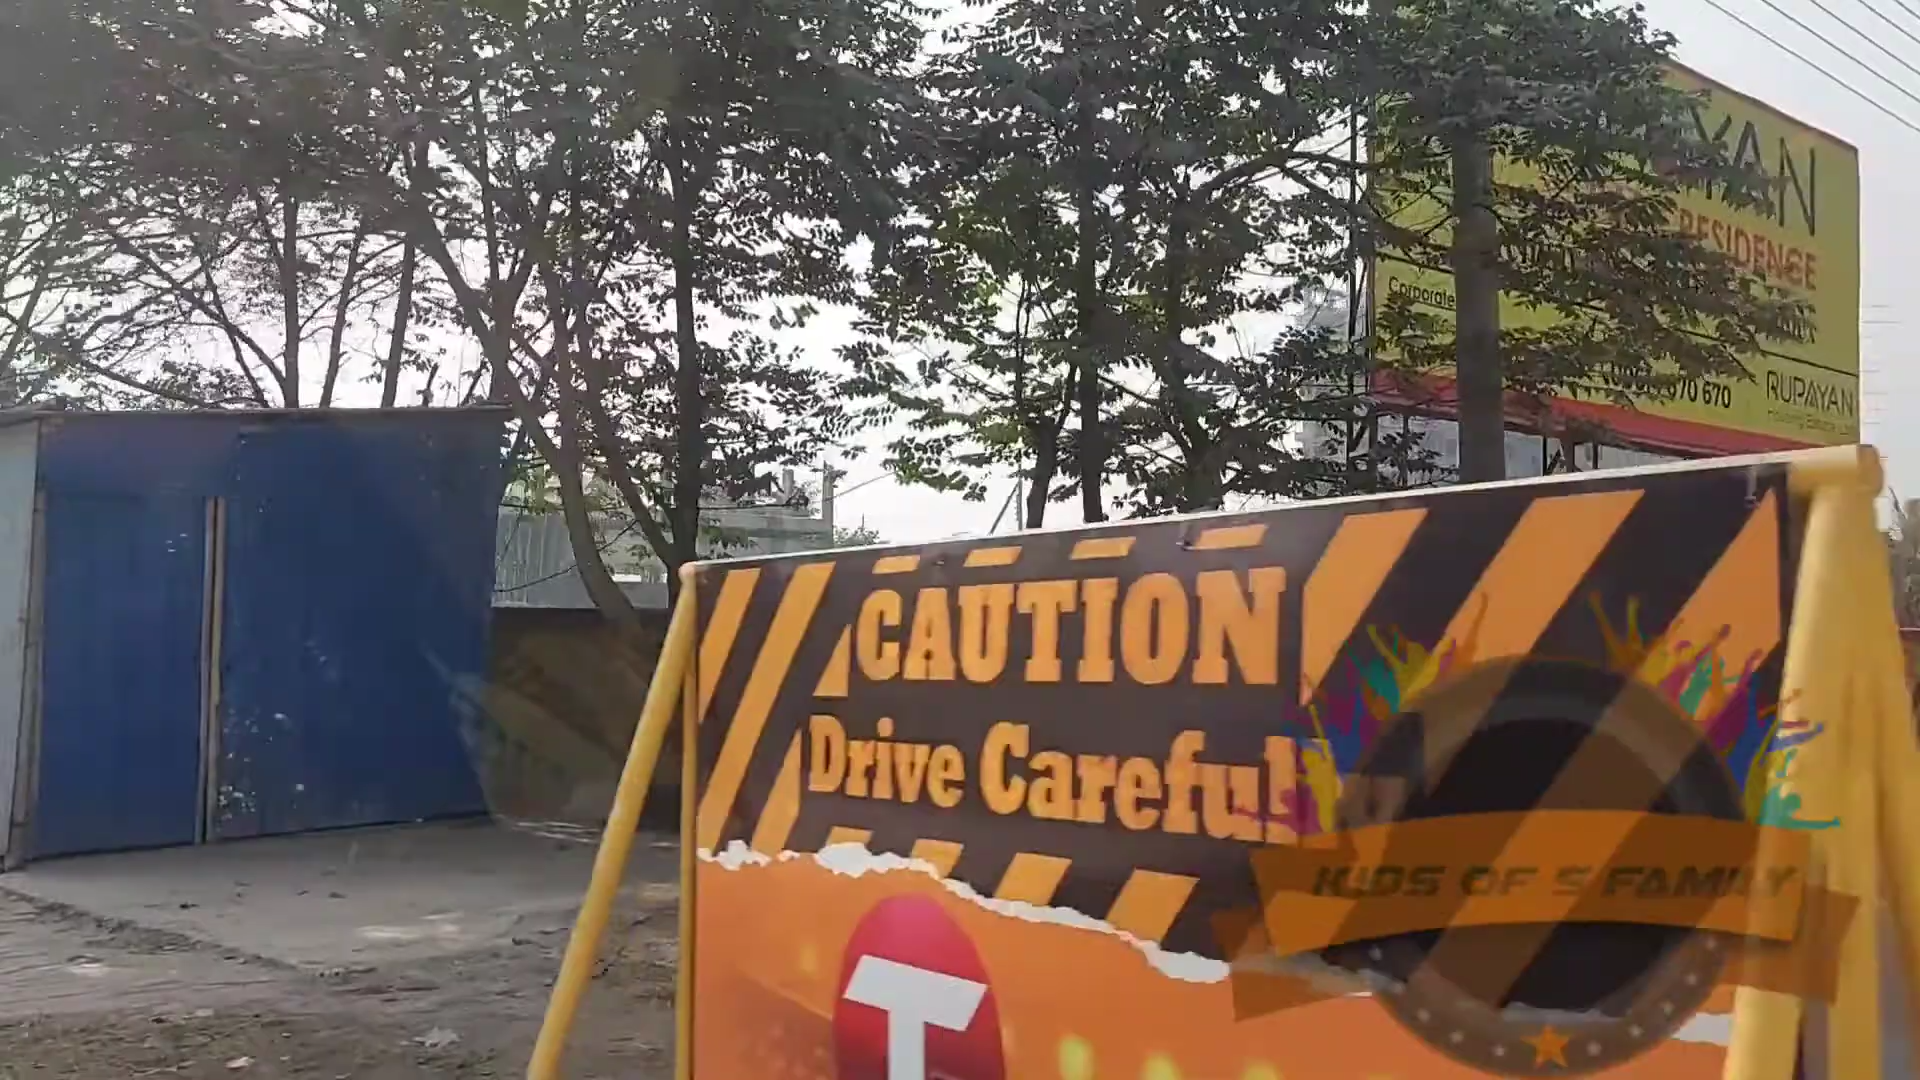 YAN
RESIDENCE
Corporate
670 670
RUPAYAN
CAUTION
Drive Careful
KIDS OF S FAMILY
T